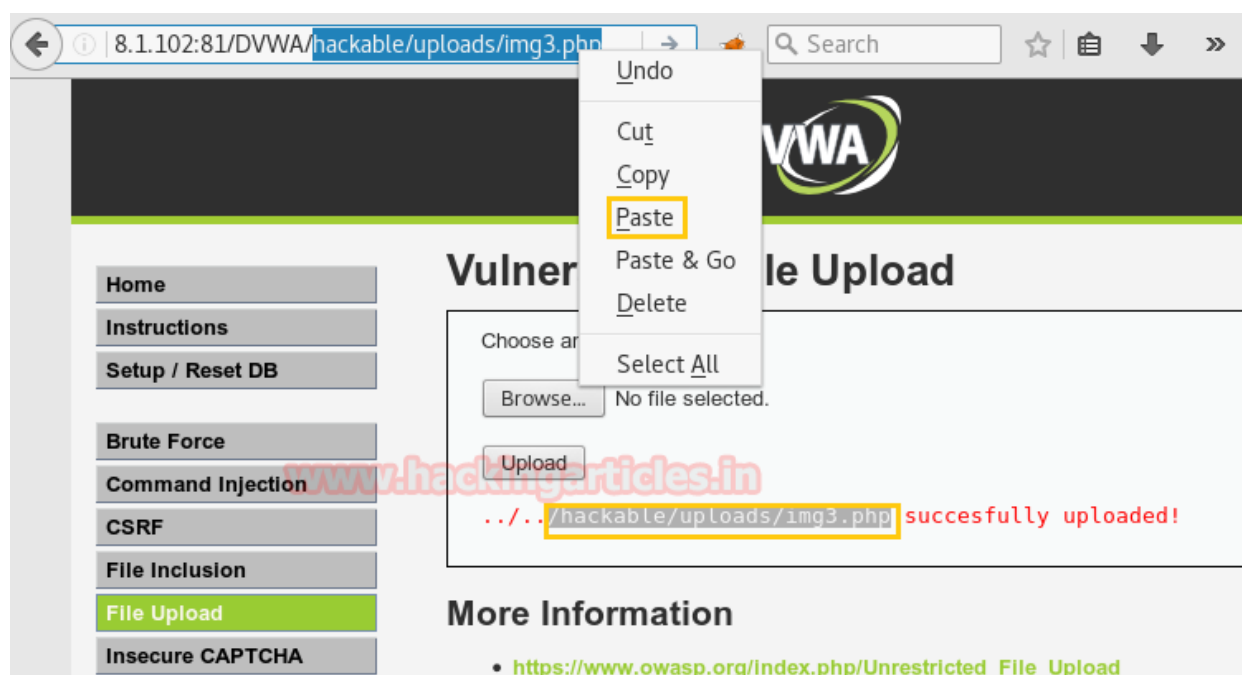 8.1.102:81/DVWA/hackable/uploads/img3.php
Search
Undo
Cut
Copy
Paste
Paste & Go
Delete
Select All
VWA
Vulner le Upload
Home
Instructions
Setup / Reset DB
Brute Force
Command Injection
CSRF
File Inclusion
File Upload
Insecure CAPTCHA
Choose an
Browse... No file selected.
Upload
www.hackingarticles.in
../../hackable/uploads/img3.php succesfully uploaded!
More Information
https://www.owasp.org/index.php/Unrestricted_File_Upload